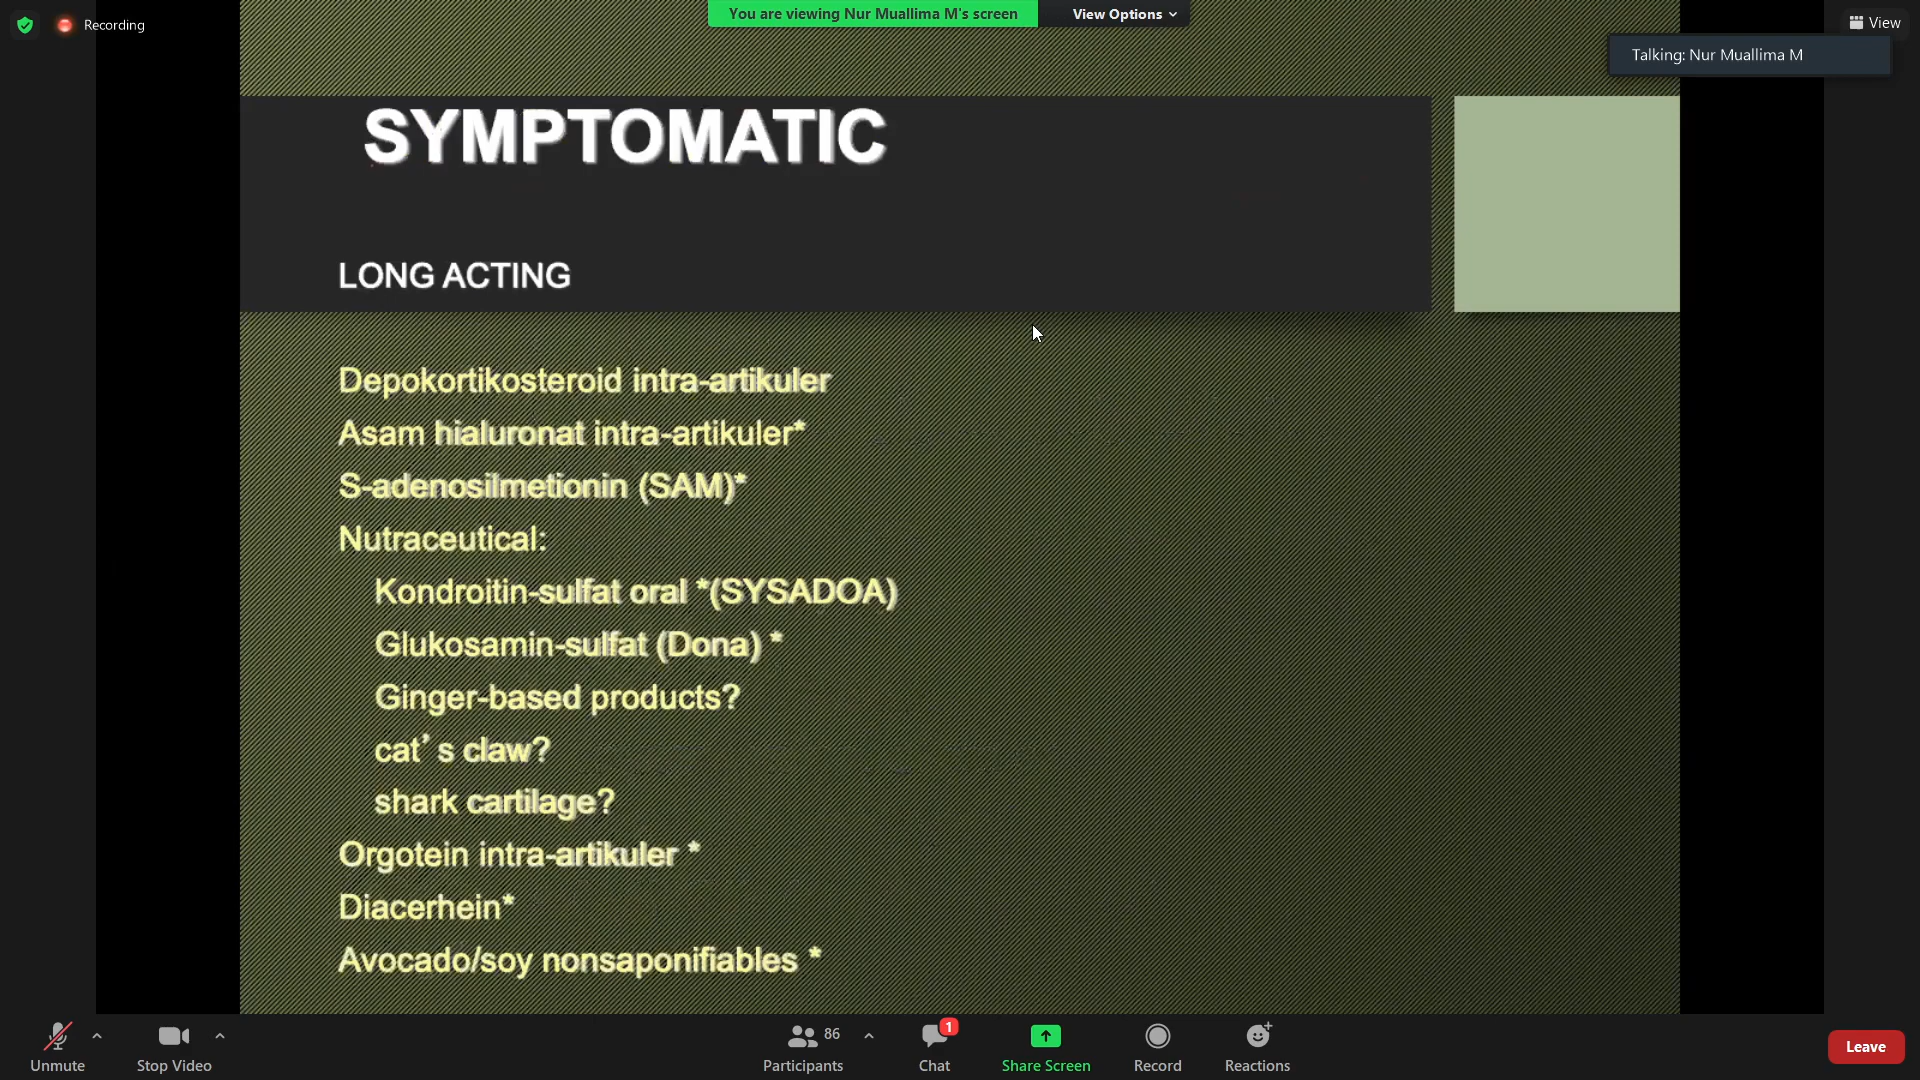 Recording
You are viewing Nur Muallima M's screen
View Options
View
Talking: Nur Muallima M
SYMPTOMATIC
LONG ACTING
Depokortikosteroid intra-artikuler
Asam hialuronat intra-artikuler*
S-adenosilmetionin (SAM)*
Nutraceutical:
Kondroitin-sulfat oral *(SYSADOA)
Glukosamin-sulfat (Dona) *
Ginger-based products?
cat’ s claw?
shark cartilage?
Orgotein intra-artikuler *
Diacerhein*
Avocado/soy nonsaponifiables *
Unmute
Stop Video
86
Participants
1
Chat
Share Screen
Record
Reactions
Leave